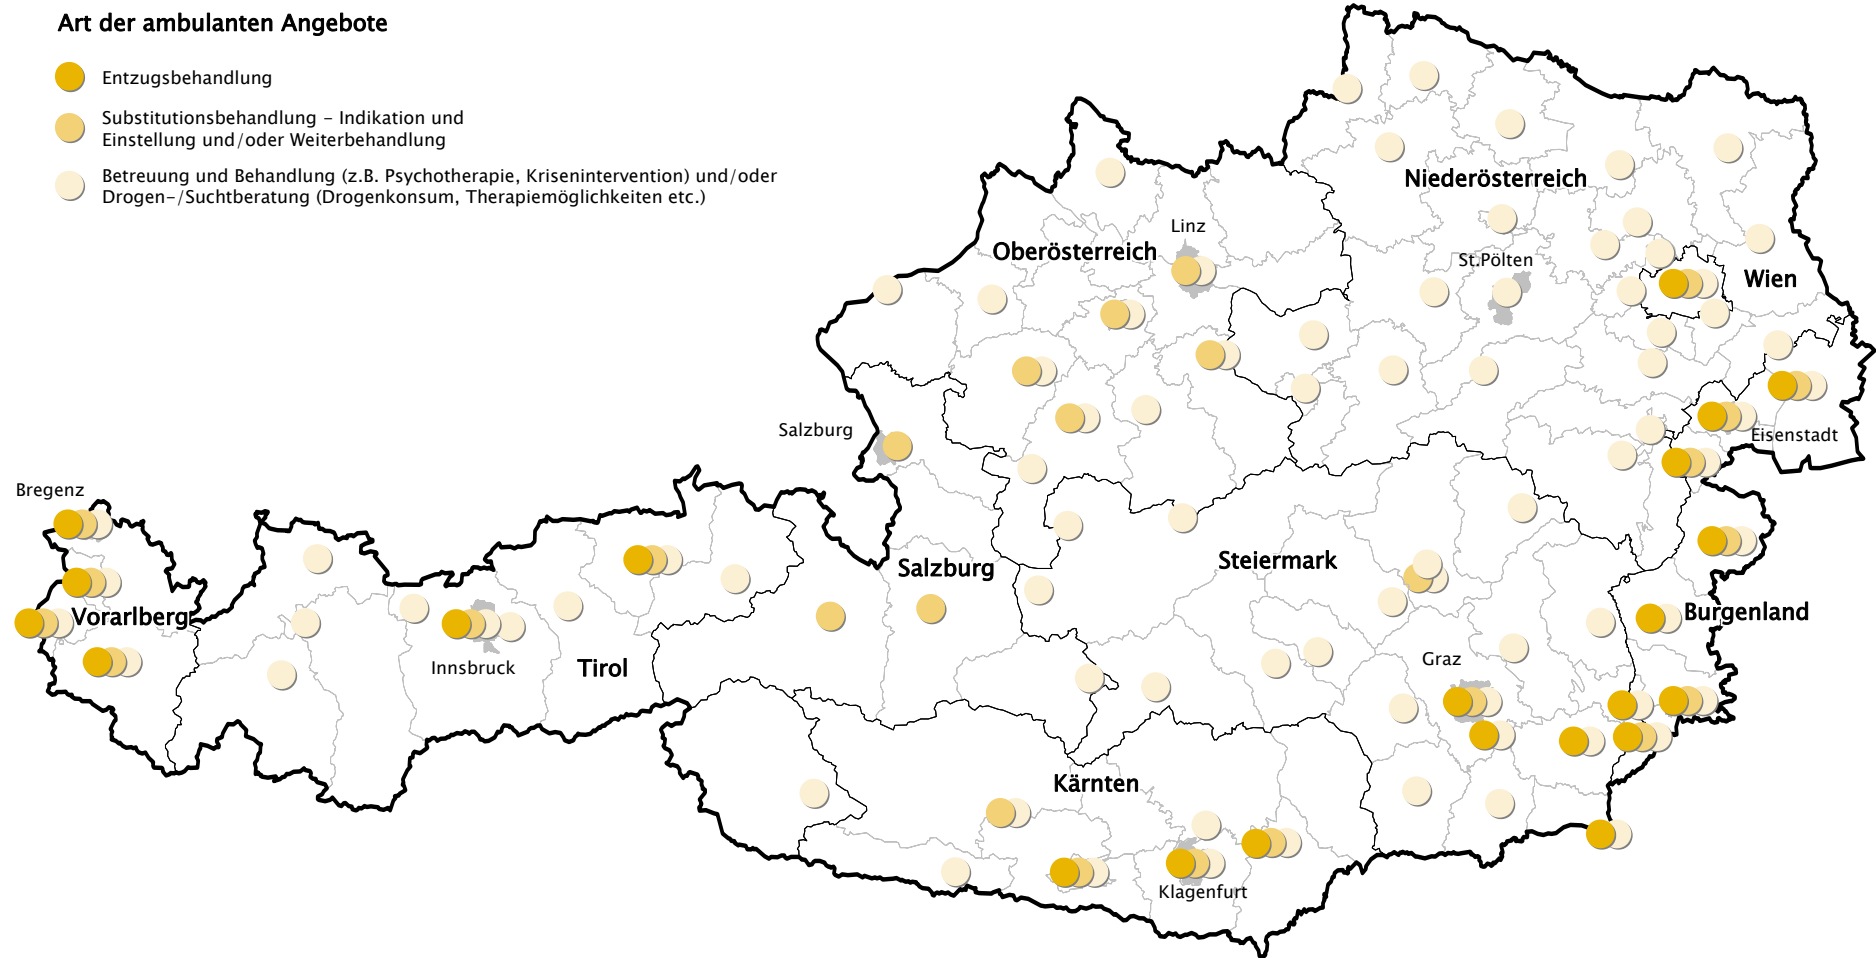 Art der ambulanten Angebote
Entzugsbehandlung
Substitutionsbehandlung – Indikation und
Einstellung und/oder Weiterbehandlung
Betreuung und Behandlung (z.B. Psychotherapie, Krisenintervention) und/oder
Drogen-/Suchtberatung (Drogenkonsum, Therapiemöglichkeiten etc.)
Niederösterreich
Linz
Oberösterreich
St.Pölten
Wien
Salzburg
Eisenstadt
Bregenz
Steiermark
Salzburg
Burgenland
Vorarlberg
Graz
Innsbruck
Tirol
Kärnten
Klagenfurt